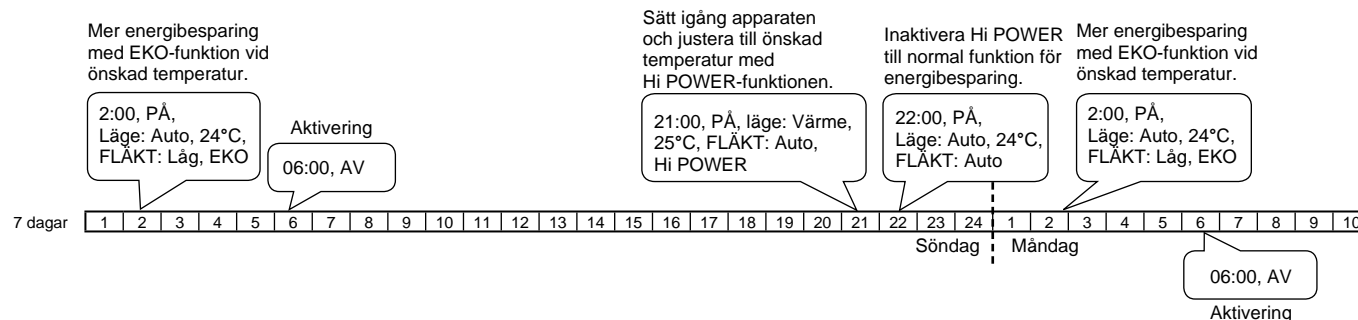 Mer energibesparing
med EKO-funktion vid
önskad temperatur.
2:00, PÅ,
Läge: Auto, 24°C,
FLÄKT: Låg, EKO
Aktivering
06:00, AV
Sätt igång apparaten
och justera till önskad
temperatur med
Hi POWER-funktionen.
21:00, PÅ, läge: Värme,
25°C, FLÄKT: Auto,
Hi POWER
Inaktivera Hi POWER
till normal funktion för
energibesparing.
22:00, PÅ,
Läge: Auto, 24°C,
FLÄKT: Auto
Mer energibesparing
med EKO-funktion vid
önskad temperatur.
2:00, PÅ,
Läge: Auto, 24°C,
FLÄKT: Låg, EKO
7 dagar 1 2 3 4 5 6 7 8 9 10 11 12 13 14 15 16 17 18 19 20 21 22 23 24 1 2 3 4 5 6 7 8 9 10
Söndag Måndag
06:00, AV
Aktivering